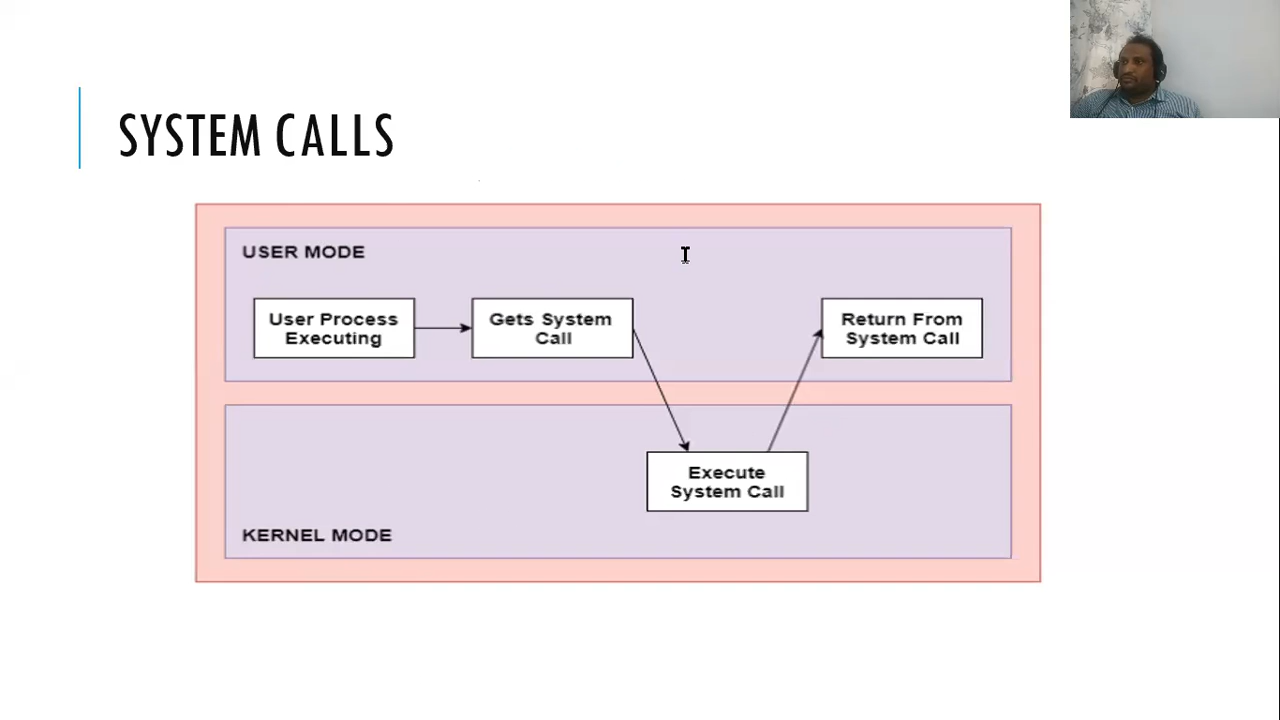 SYSTEM CALLS
USER MODE
User Process
Executing
Gets System
Call
Return From
System Call
Execute
System Call
KERNEL MODE